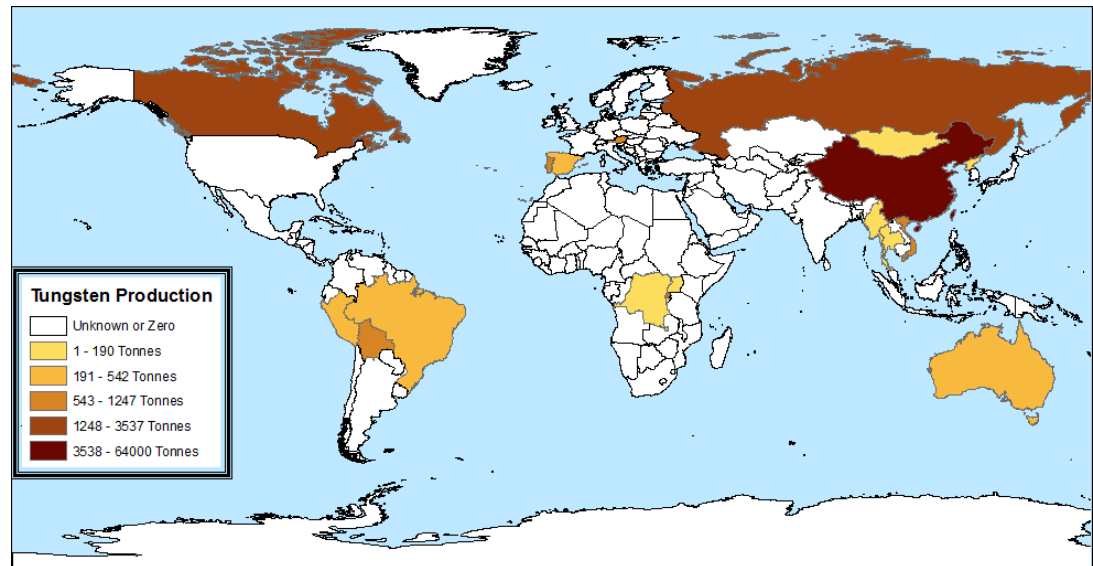 Tungsten Production
Unknown or Zero
1 - 190 Tonnes
191 - 542 Tonnes
543 - 1247 Tonnes
1248 - 3537 Tonnes
3538 - 64000 Tonnes